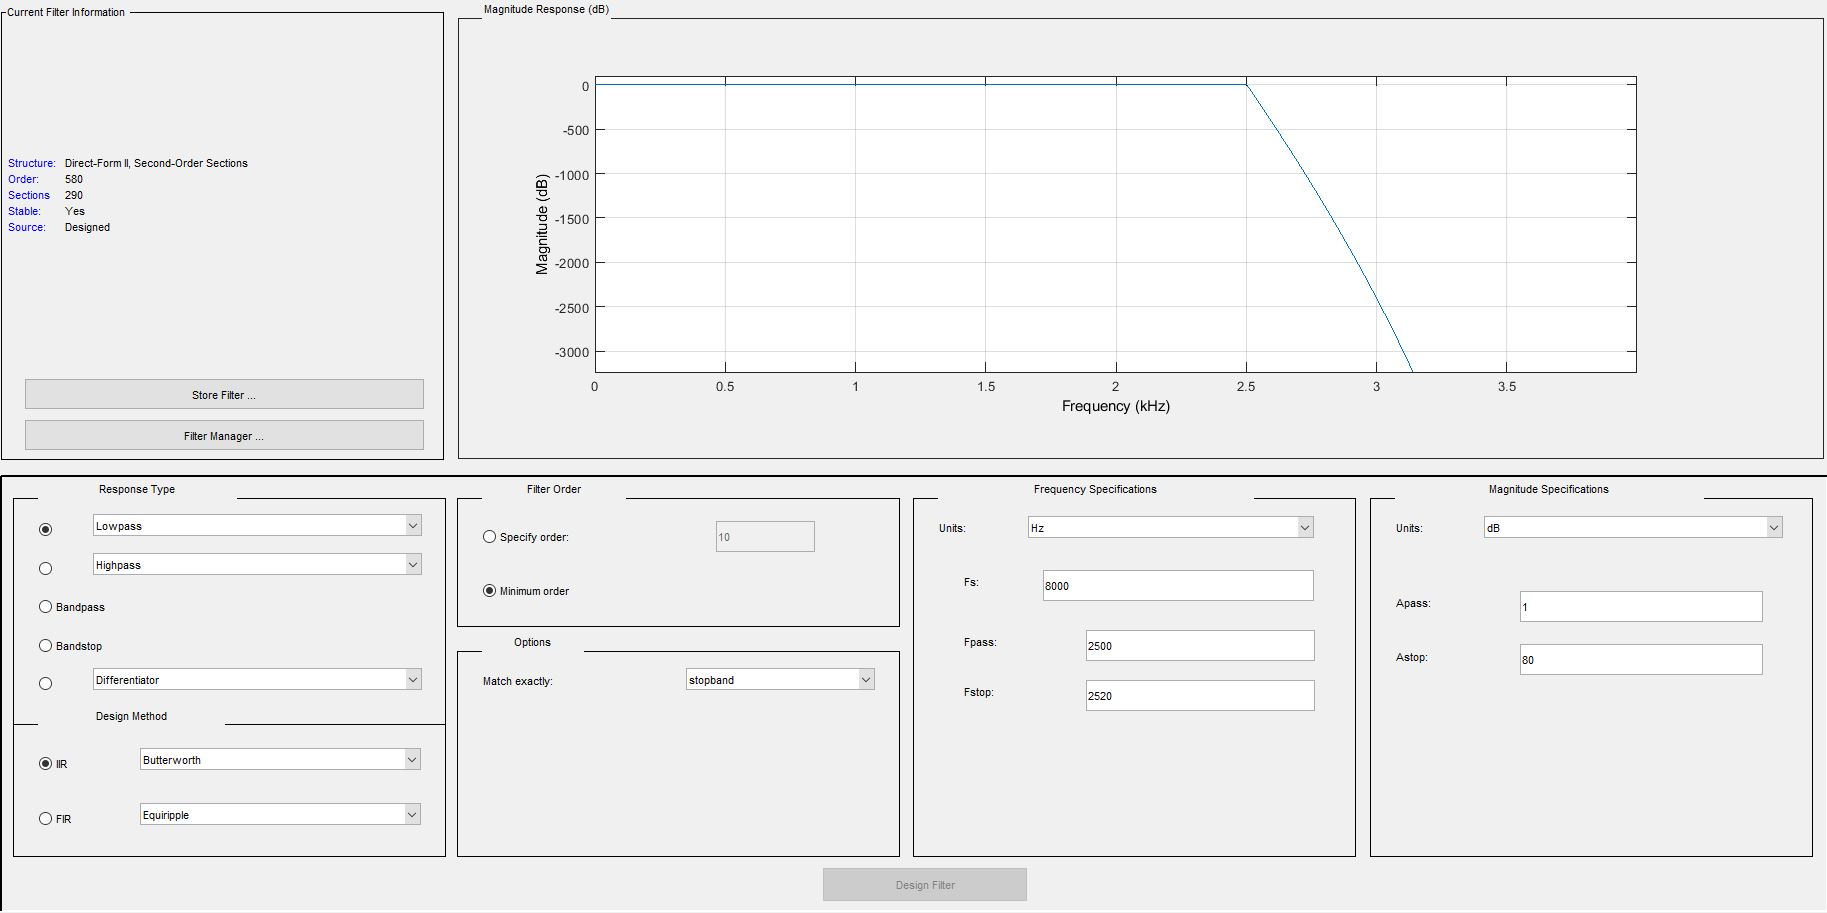 Current Filter Information
Structure: Direct-Form II, Second-Order Sections
Order: 580
Sections 290
Stable: Yes
Source: Designed
Store Filter ...
Filter Manager ...
Magnitude Response (dB)
Magnitude (dB)
0
-500
-1000
-1500
-2000
-2500
-3000
0 0.5 1 1.5 2 2.5 3 3.5
Frequency (kHz)
Response Type
Lowpass
Highpass
Bandpass
Bandstop
Differentiator
Design Method
IIR Butterworth
FIR Equiripple
Filter Order
Specify order: 10
Minimum order
Options
Match exactly: stopband
Frequency Specifications
Units: Hz
Fs: 8000
Fpass: 2500
Fstop: 2520
Magnitude Specifications
Units: dB
Apass: 1
Astop: 80
Design Filter